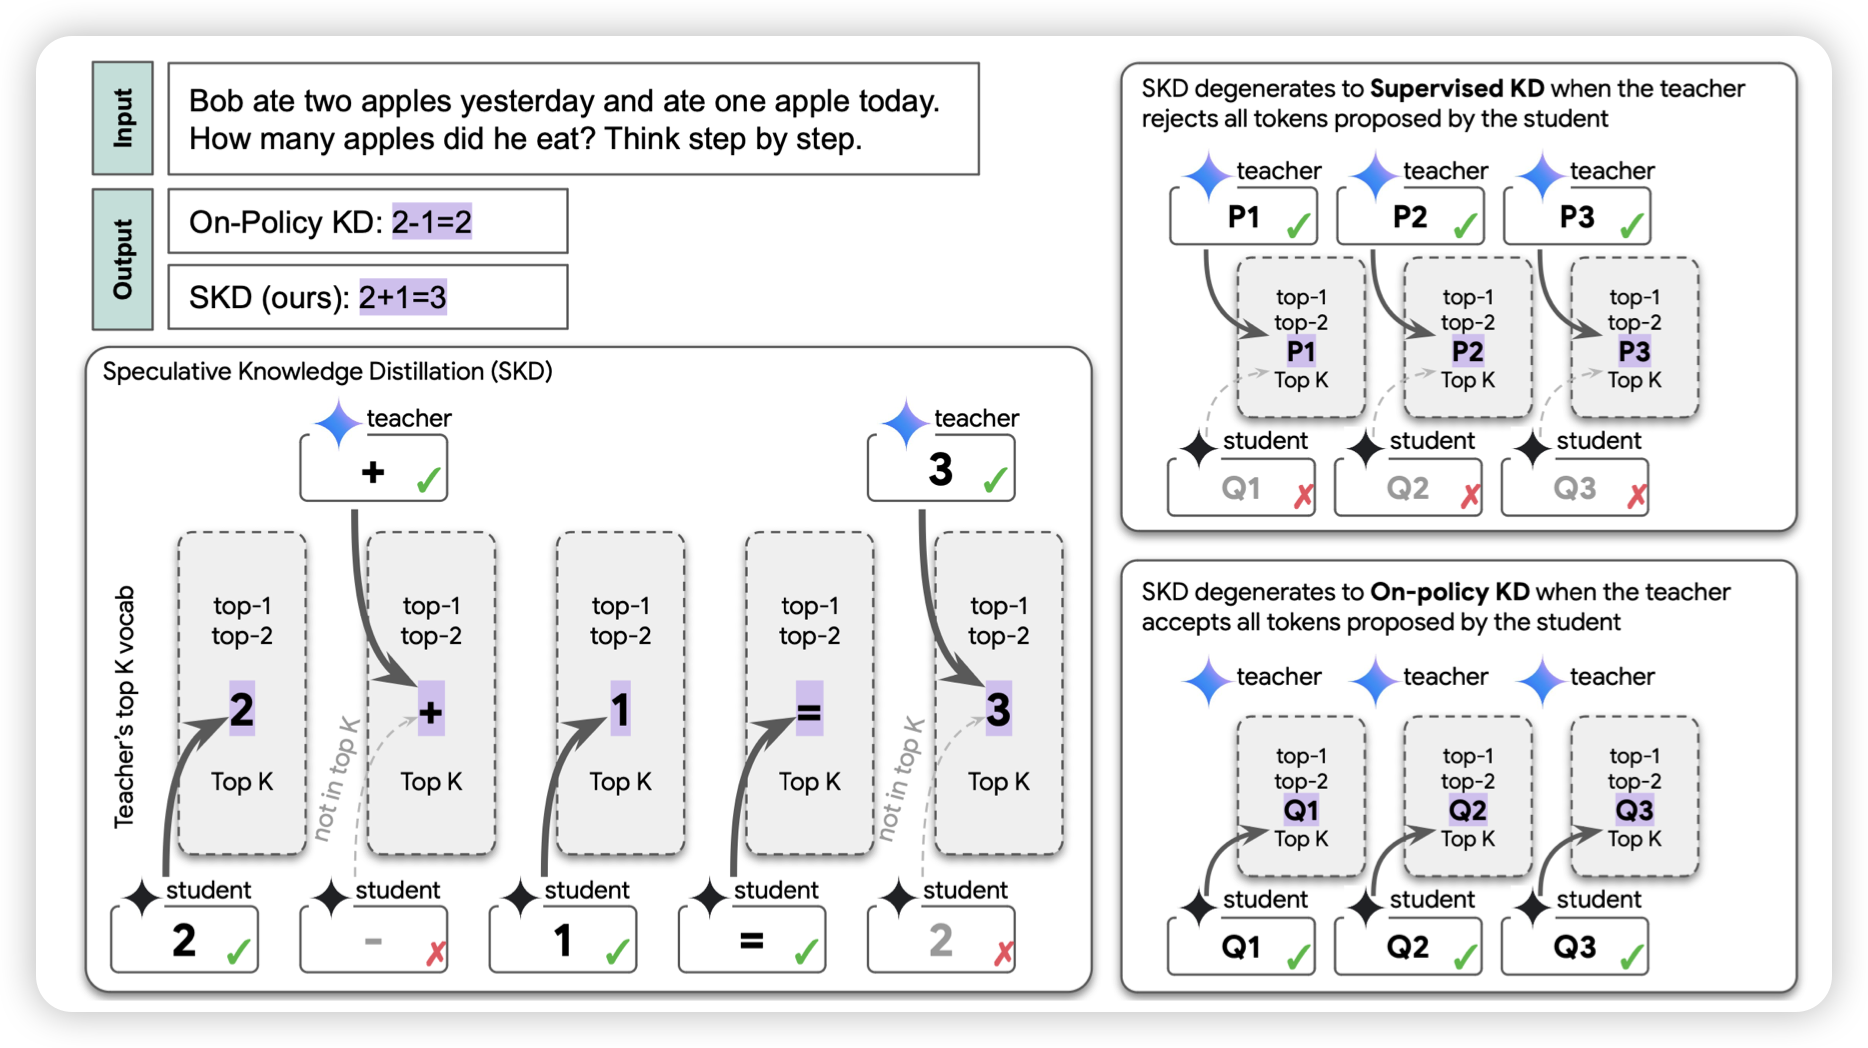 Input
Bob ate two apples yesterday and ate one apple today.
How many apples did he eat? Think step by step.
Output
On-Policy KD: 2-1=2
SKD (ours): 2+1=3
Speculative Knowledge Distillation (SKD)
teacher
+ ✓
teacher
3 ✓
Teacher's top K vocab
top-1
top-2
2
Top K
not in top K
top-1
top-2
+
Top K
top-1
top-2
1
Top K
top-1
top-2
=
Top K
not in top K
top-1
top-2
3
Top K
student
2 ✓
student
- ✗
student
1 ✓
student
= ✓
student
2 ✗
SKD degenerates to Supervised KD when the teacher
rejects all tokens proposed by the student
teacher
P1 ✓
teacher
P2 ✓
teacher
P3 ✓
top-1
top-2
P1
Top K
top-1
top-2
P2
Top K
top-1
top-2
P3
Top K
student
Q1 ✗
student
Q2 ✗
student
Q3 ✗
SKD degenerates to On-policy KD when the teacher
accepts all tokens proposed by the student
teacher
teacher
teacher
top-1
top-2
Q1
Top K
top-1
top-2
Q2
Top K
top-1
top-2
Q3
Top K
student
Q1 ✓
student
Q2 ✓
student
Q3 ✓